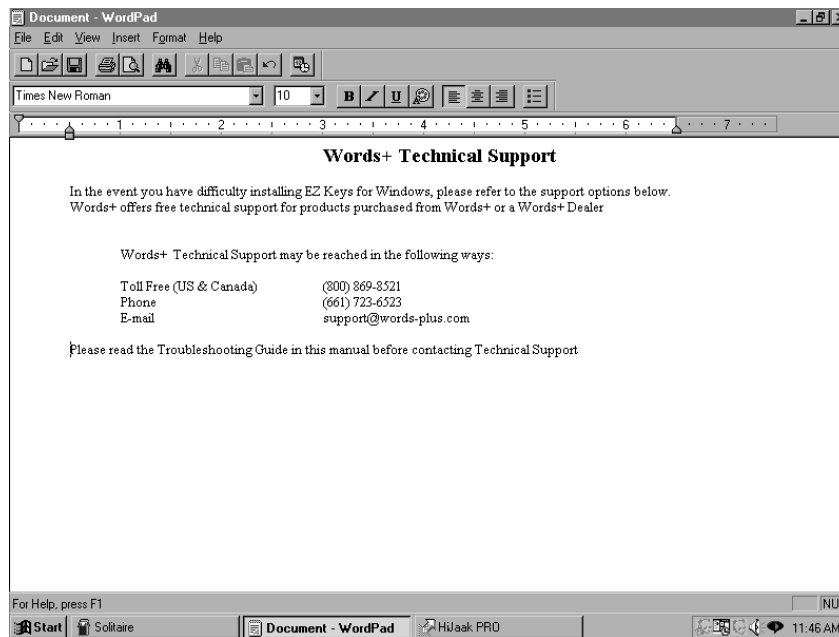 Document - WordPad
File Edit View Insert Format Help
Times New Roman 10 B I U
1 2 3 4 5 6 7
Words+ Technical Support
In the event you have difficulty installing EZ Keys for Windows, please refer to the support options below.
Words+ offers free technical support for products purchased from Words+ or a Words+ Dealer
Words+ Technical Support may be reached in the following ways:
Toll Free (US & Canada) (800) 869-8521
Phone (661) 723-6523
E-mail support@words-plus.com
Please read the Troubleshooting Guide in this manual before contacting Technical Support
For Help, press F1 NU
Start Solitaire Document - WordPad HiJaak PRO 11:46 AM